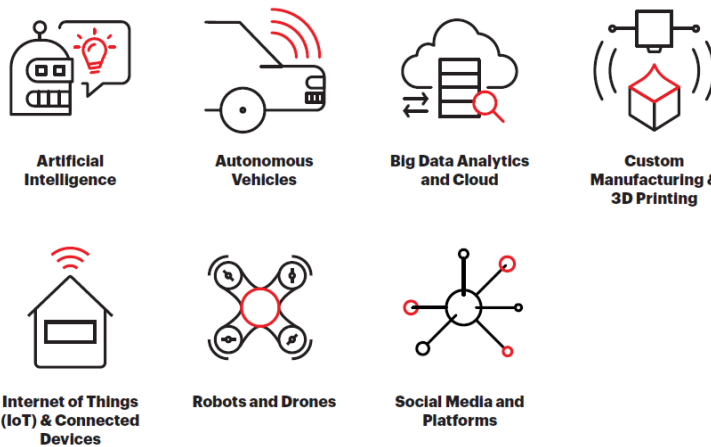 Artificial
Intelligence
Autonomous
Vehicles
Big Data Analytics
and Cloud
Custom
Manufacturing &
3D Printing
Internet of Things
(IoT) & Connected
Devices
Robots and Drones
Social Media and
Platforms